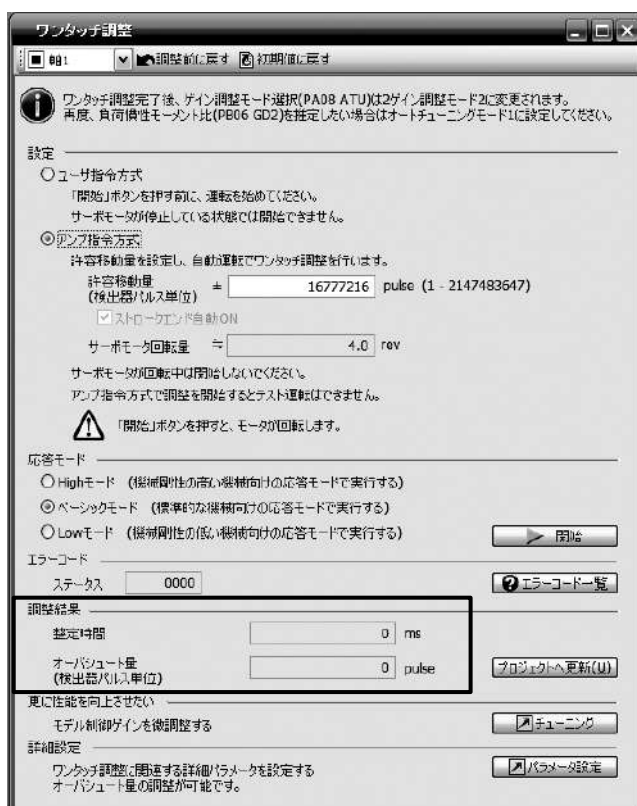 ワンタッチ調整
軸1 調整前に戻す 初期値に戻す
ワンタッチ調整完了後、ゲイン調整モード選択(PA08 ATU)は2ゲイン調整モード2に変更されます。
再度、負荷慣性モーメント比(PB06 GD2)を推定したい場合はオートチューニングモード1に設定してください。
設定
ユーザ指令方式
「開始」ボタンを押す前に、運転を始めてください。
サーボモータが停止している状態では開始できません。
アンプ指令方式
許容移動量を設定し、自動運転でワンタッチ調整を行います。
許容移動量 ± 16777216 pulse (1 - 2147483647)
(検出器パルス単位)
ストロークエンド自動ON
サーボモータ回転量 ≒ 4.0 rev
サーボモータが回転中は開始しないでください。
アンプ指令方式で調整を開始するとテスト運転はできません。
「開始」ボタンを押すと、モータが回転します。
応答モード
Highモード (機械剛性の高い機械向けの応答モードで実行する)
ベーシックモード (標準的な機械向けの応答モードで実行する)
Lowモード (機械剛性の低い機械向けの応答モードで実行する)
開始
エラーコード
ステータス 0000
エラーコード一覧
調整結果
整定時間 0 ms
オーバシュート量 0 pulse
(検出器パルス単位)
プロジェクトへ更新(U)
更に性能を向上させたい
モデル制御ゲインを微調整する
チューニング
詳細設定
ワンタッチ調整に関連する詳細パラメータを設定する
オーバシュート量の調整が可能です。
パラメータ設定